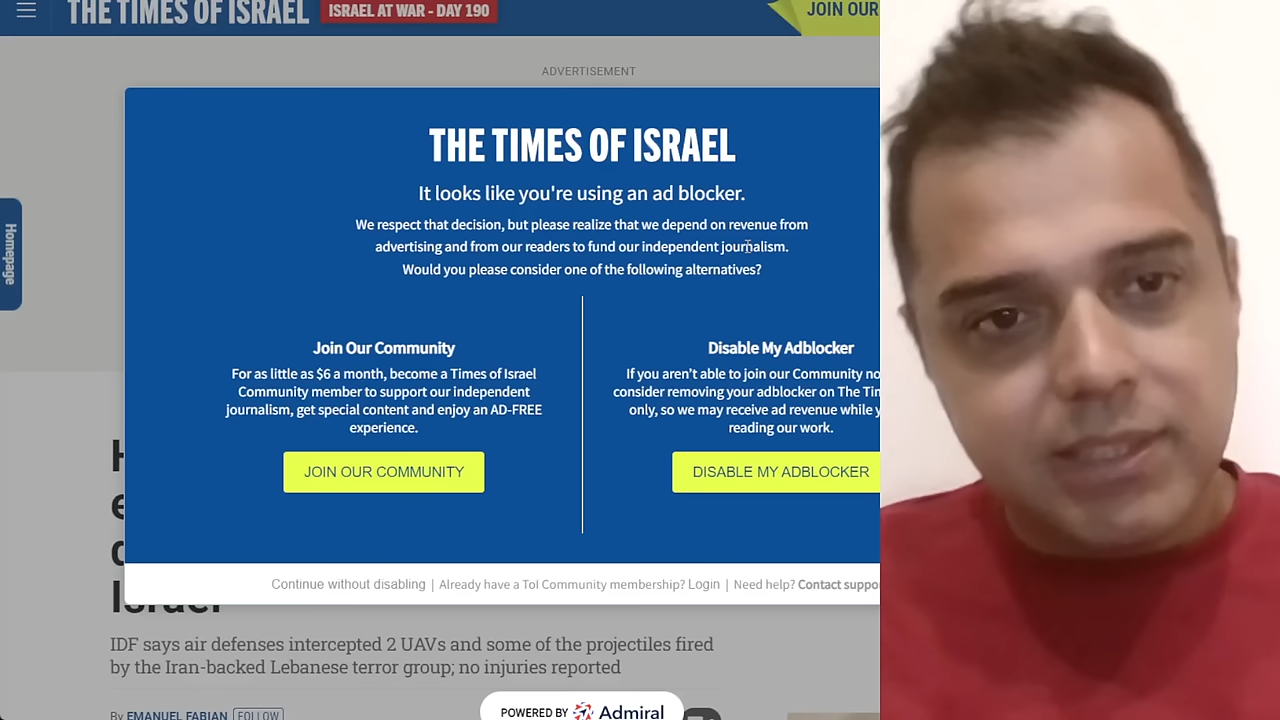 THE TIMES OF ISRAEL
ISRAEL AT WAR - DAY 190
JOIN OUR
ADVERTISEMENT
Homepage
THE TIMES OF ISRAEL
It looks like you're using an ad blocker.
We respect that decision, but please realize that we depend on revenue from
advertising and from our readers to fund our independent journalism.
Would you please consider one of the following alternatives?
Join Our Community
For as little as $6 a month, become a Times of Israel
Community member to support our independent
journalism, get special content and enjoy an AD-FREE
experience.
JOIN OUR COMMUNITY
Disable My Adblocker
If you aren't able to join our Community
consider removing your adblocker on The
only, so we may receive ad revenue while
reading our work.
DISABLE MY ADBLOCKER
Continue without disabling | Already have a ToI Community membership? Login | Need help? Contact
Israel
IDF says air defenses intercepted 2 UAVs and some of the projectiles fired
by the Iran-backed Lebanese terror group; no injuries reported
By EMANUEL FABIAN FOLLOW
POWERED BY Admiral